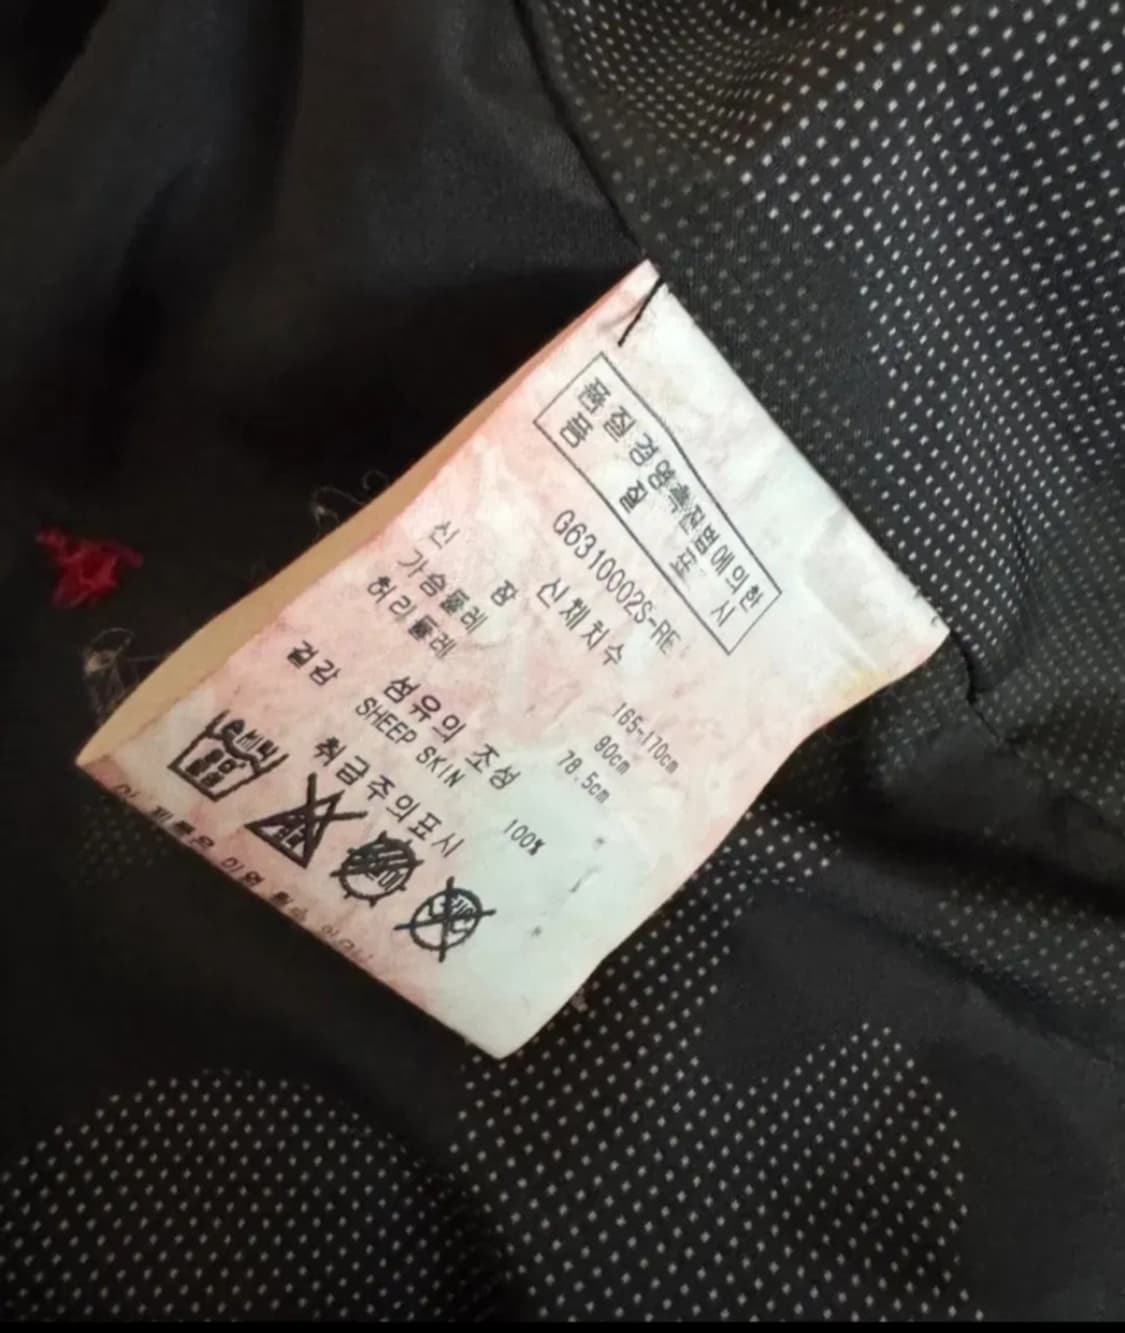 품질경영촉진법에의한
품 질 표 시
G6310002S-RE
신체치수
신 장 165-170cm
가슴둘레 90cm
허리둘레 78.5cm
섬유의 조성
겉감 SHEEP SKIN 100%
취급주의표시